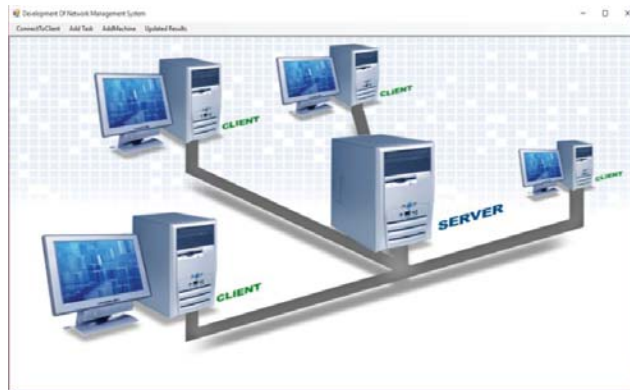 Development Of Network Management System
ConnectToClient Add Task AddMachine Updated Results
CLIENT
CLIENT
CLIENT
SERVER
CLIENT